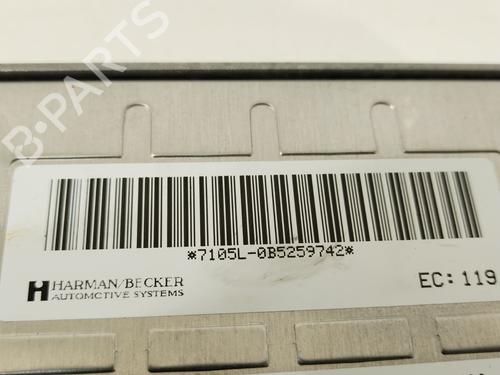 B-PARTS
*7105L-0B5259742*
HARMAN/BECKER
AUTOMOTIVE SYSTEMS
EC: 119